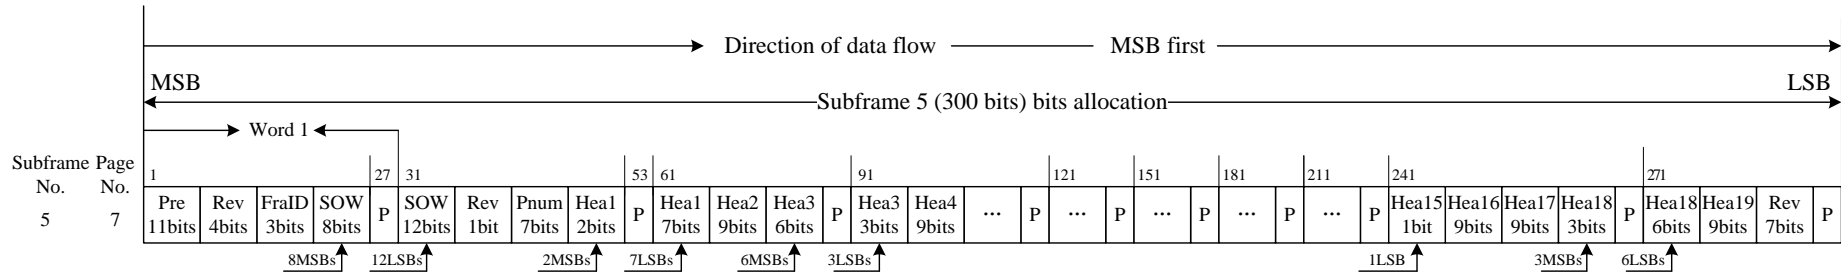 Direction of data flow MSB first
MSB LSB
Subframe 5 (300 bits) bits allocation
Word 1
Subframe Page
No. No.
5 7
1 27 31 53 61 91 121 151 181 211 241 271
Pre Rev FraID SOW P SOW Rev Pnum Hea1 P Hea1 Hea2 Hea3 P Hea3 Hea4 ... P ... P ... P ... P ... P Hea15 Hea16 Hea17 Hea18 P Hea18 Hea19 Rev P
11bits 4bits 3bits 8bits 12bits 1bit 7bits 2bits 7bits 9bits 6bits 3bits 9bits 1bit 9bits 9bits 3bits 6bits 9bits 7bits
8MSBs 12LSBs 2MSBs 7LSBs 6MSBs 3LSBs 1LSB 3MSBs 6LSBs